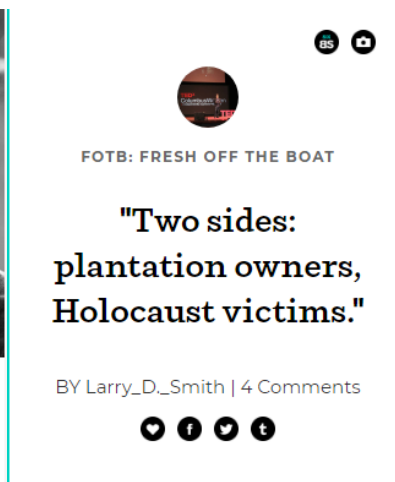 FOTB: FRESH OFF THE BOAT
"Two sides:
plantation owners,
Holocaust victims."
BY Larry_D._Smith | 4 Comments